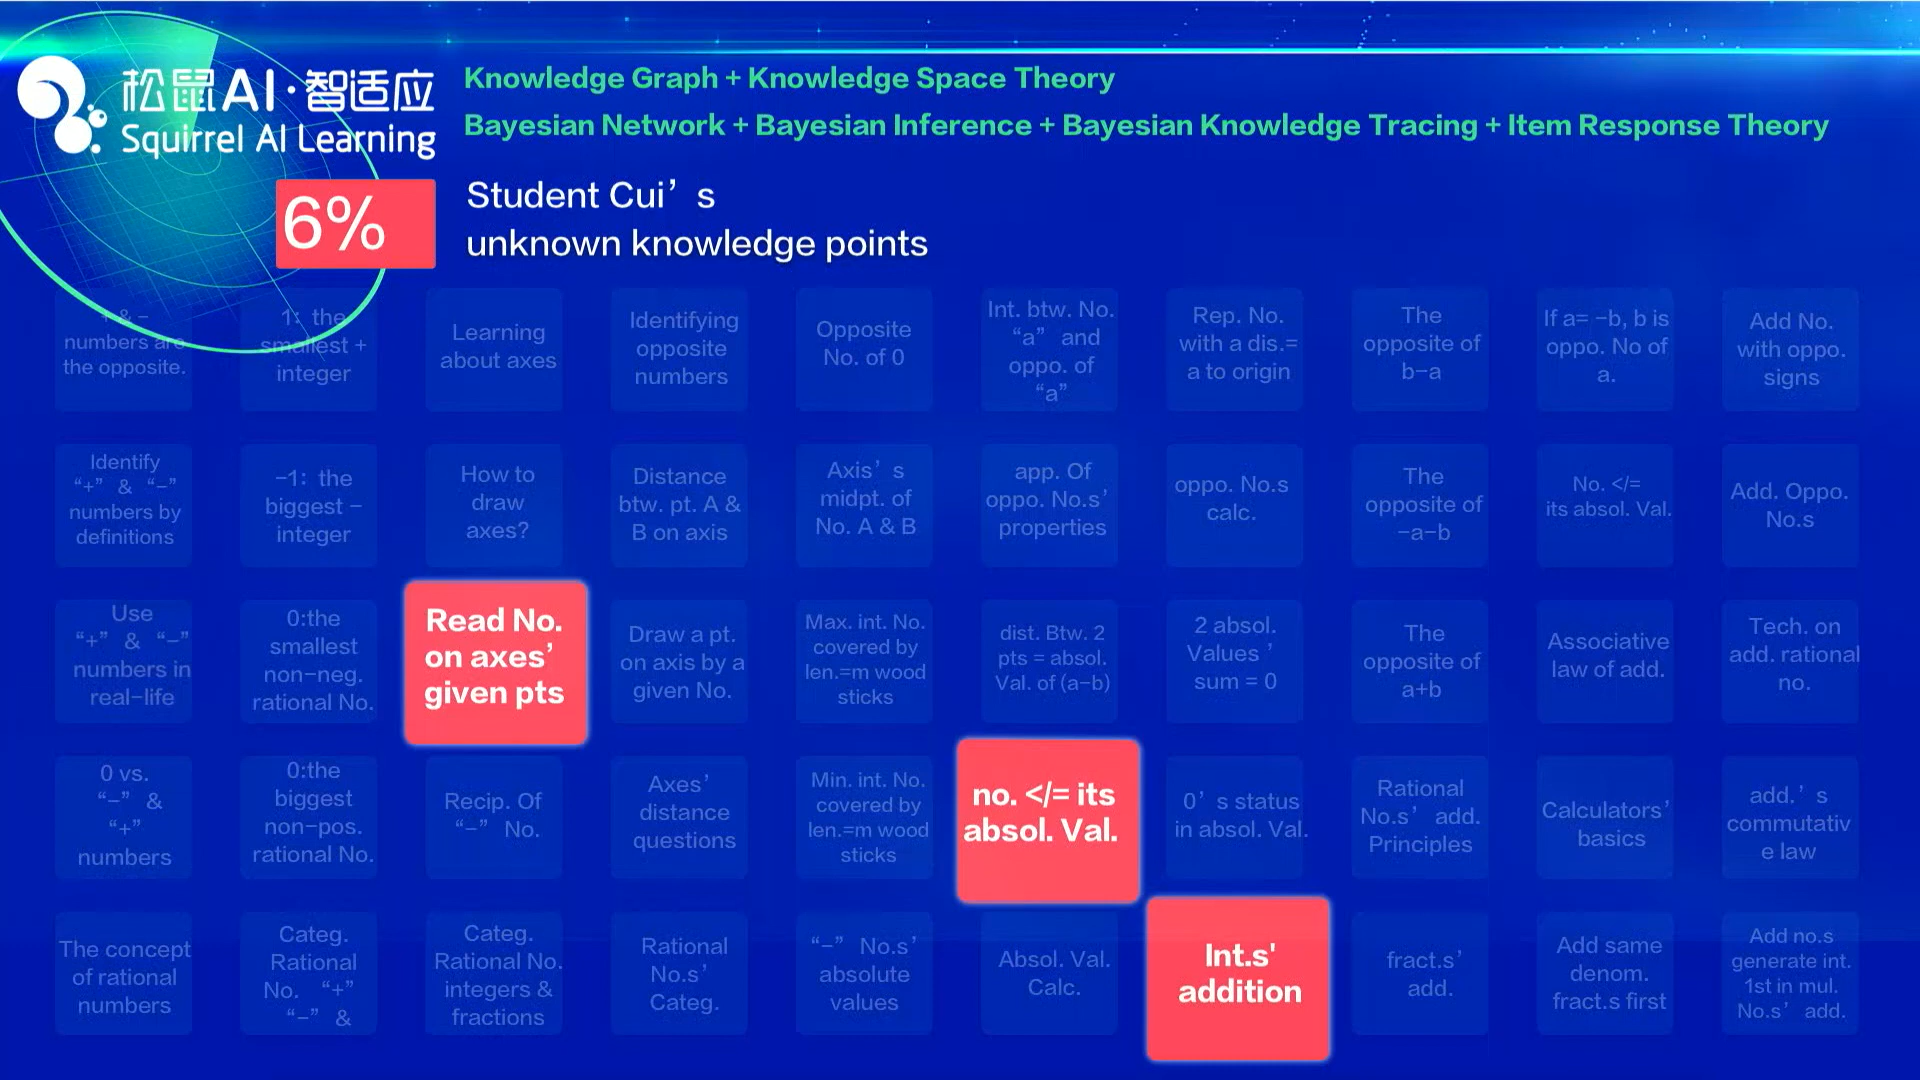 松鼠AI·智适应
Squirrel AI Learning
Knowledge Graph + Knowledge Space Theory
Bayesian Network + Bayesian Inference + Bayesian Knowledge Tracing + Item Response Theory
6%
Student Cui’s
unknown knowledge points
+ & −
numbers are
the opposite.
1: the
smallest +
integer
Learning
about axes
Identifying
opposite
numbers
Opposite
No. of 0
Int. btw. No.
“a” and
oppo. of
“a”
Rep. No.
with a dis.=
a to origin
The
opposite of
b−a
If a= −b, b is
oppo. No of
a.
Add No.
with oppo.
signs
Identify
“+” & “−”
numbers by
definitions
−1: the
biggest −
integer
How to
draw
axes?
Distance
btw. pt. A &
B on axis
Axis’s
midpt. of
No. A & B
app. Of
oppo. No.s’
properties
oppo. No.s
calc.
The
opposite of
−a−b
No. </=
its absol. Val.
Add. Oppo.
No.s
Use
“+” & “−”
numbers in
real−life
0:the
smallest
non−neg.
rational No.
Read No.
on axes’
given pts
Draw a pt.
on axis by a
given No.
Max. int. No.
covered by
len.=m wood
sticks
dist. Btw. 2
pts = absol.
Val. of (a−b)
2 absol.
Values ’
sum = 0
The
opposite of
a+b
Associative
law of add.
Tech. on
add. rational
no.
0 vs.
“−” &
“+”
numbers
0:the
biggest
non−pos.
rational No.
Recip. Of
“−” No.
Axes’
distance
questions
Min. int. No.
covered by
len.=m wood
sticks
no. </= its
absol. Val.
0’s status
in absol. Val.
Rational
No.s’ add.
Principles
Calculators’
basics
add.’s
commutativ
e law
The concept
of rational
numbers
Categ.
Rational
No. “+”
“−” &
Categ.
Rational No.
integers &
fractions
Rational
No.s’
Categ.
“−” No.s’
absolute
values
Absol. Val.
Calc.
Int.s'
addition
fract.s’
add.
Add same
denom.
fract.s first
Add no.s
generate int.
1st in mul.
No.s’ add.